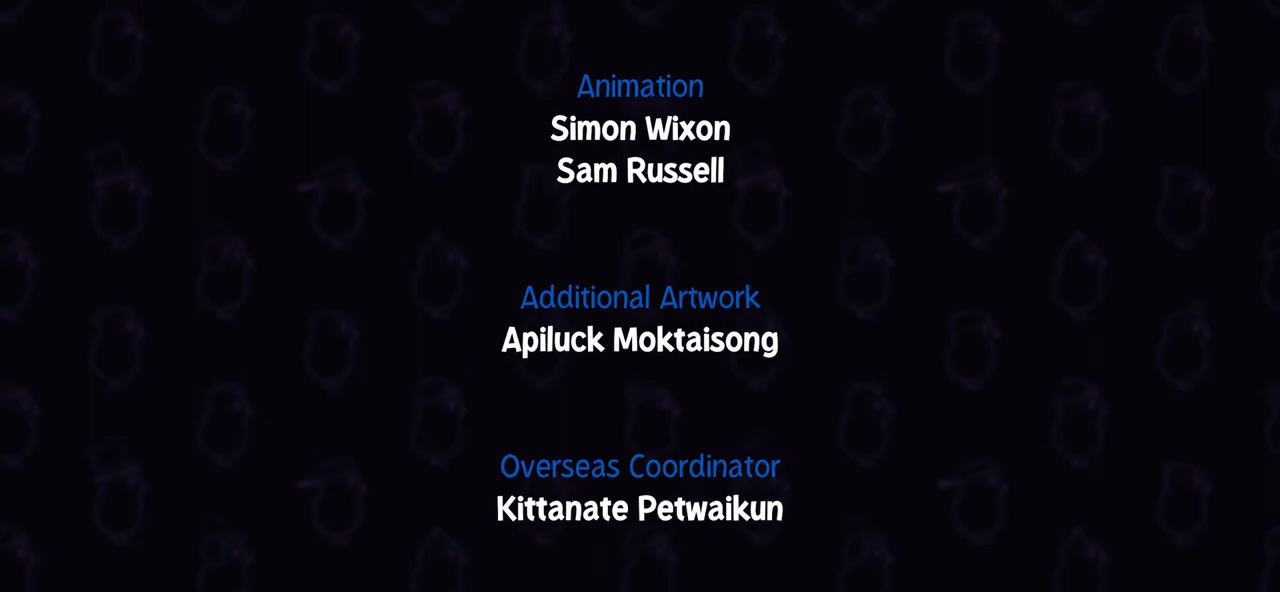 Animation
Simon Wixon
Sam Russell
Additional Artwork
Apiluck Moktaisong
Overseas Coordinator
Kittanate Petwaikun